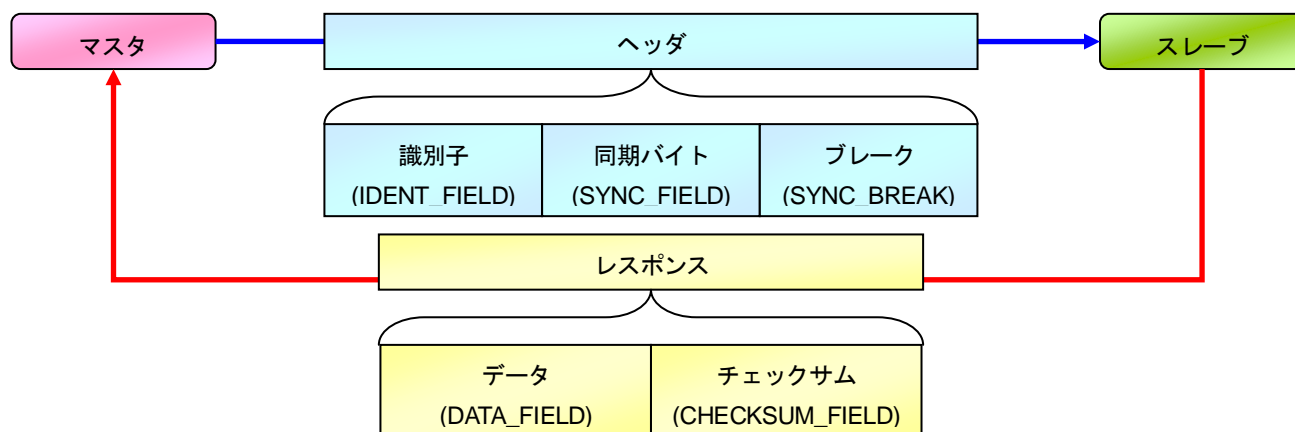 マスタ
ヘッダ
スレーブ
識別子
(IDENT_FIELD)
同期バイト
(SYNC_FIELD)
ブレーク
(SYNC_BREAK)
レスポンス
データ
(DATA_FIELD)
チェックサム
(CHECKSUM_FIELD)